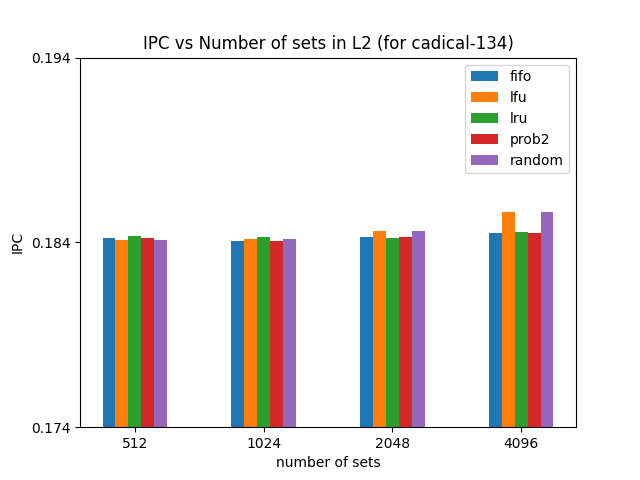 IPC vs Number of sets in L2 (for cadical-134)
0.194
fifo
lfu
lru
prob2
random
IPC
0.184
0.174
512
1024
2048
4096
number of sets